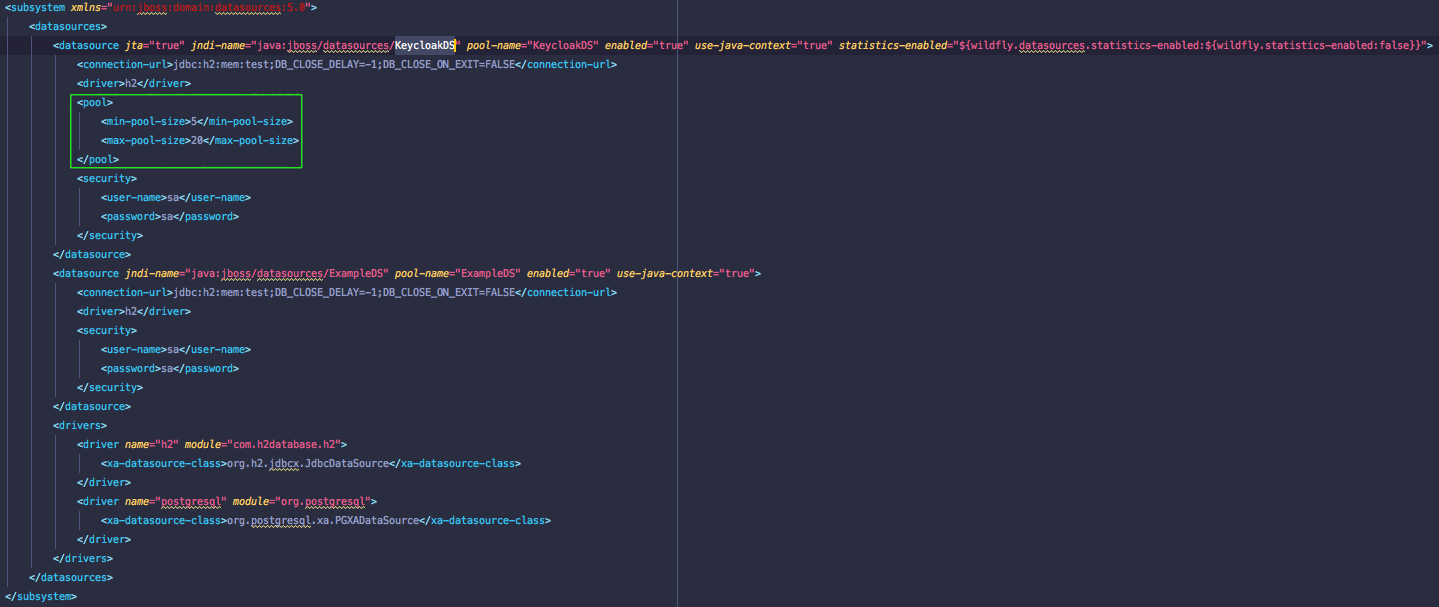 <subsystem xmlns="urn:jboss:domain:datasources:5.0">
<datasources>
<datasource jta="true" jndi-name="java:jboss/datasources/KeycloakDS" pool-name="KeycloakDS" enabled="true" use-java-context="true" statistics-enabled="${wildfly.datasources.statistics-enabled:${wildfly.statistics-enabled:false}}">
<connection-url>jdbc:h2:mem:test;DB_CLOSE_DELAY=-1;DB_CLOSE_ON_EXIT=FALSE</connection-url>
<driver>h2</driver>
<pool>
<min-pool-size>5</min-pool-size>
<max-pool-size>20</max-pool-size>
</pool>
<security>
<user-name>sa</user-name>
<password>sa</password>
</security>
</datasource>
<datasource jndi-name="java:jboss/datasources/ExampleDS" pool-name="ExampleDS" enabled="true" use-java-context="true">
<connection-url>jdbc:h2:mem:test;DB_CLOSE_DELAY=-1;DB_CLOSE_ON_EXIT=FALSE</connection-url>
<driver>h2</driver>
<security>
<user-name>sa</user-name>
<password>sa</password>
</security>
</datasource>
<drivers>
<driver name="h2" module="com.h2database.h2">
<xa-datasource-class>org.h2.jdbcx.JdbcDataSource</xa-datasource-class>
</driver>
<driver name="postgresql" module="org.postgresql">
<xa-datasource-class>org.postgresql.xa.PGXADataSource</xa-datasource-class>
</driver>
</drivers>
</datasources>
</subsystem>